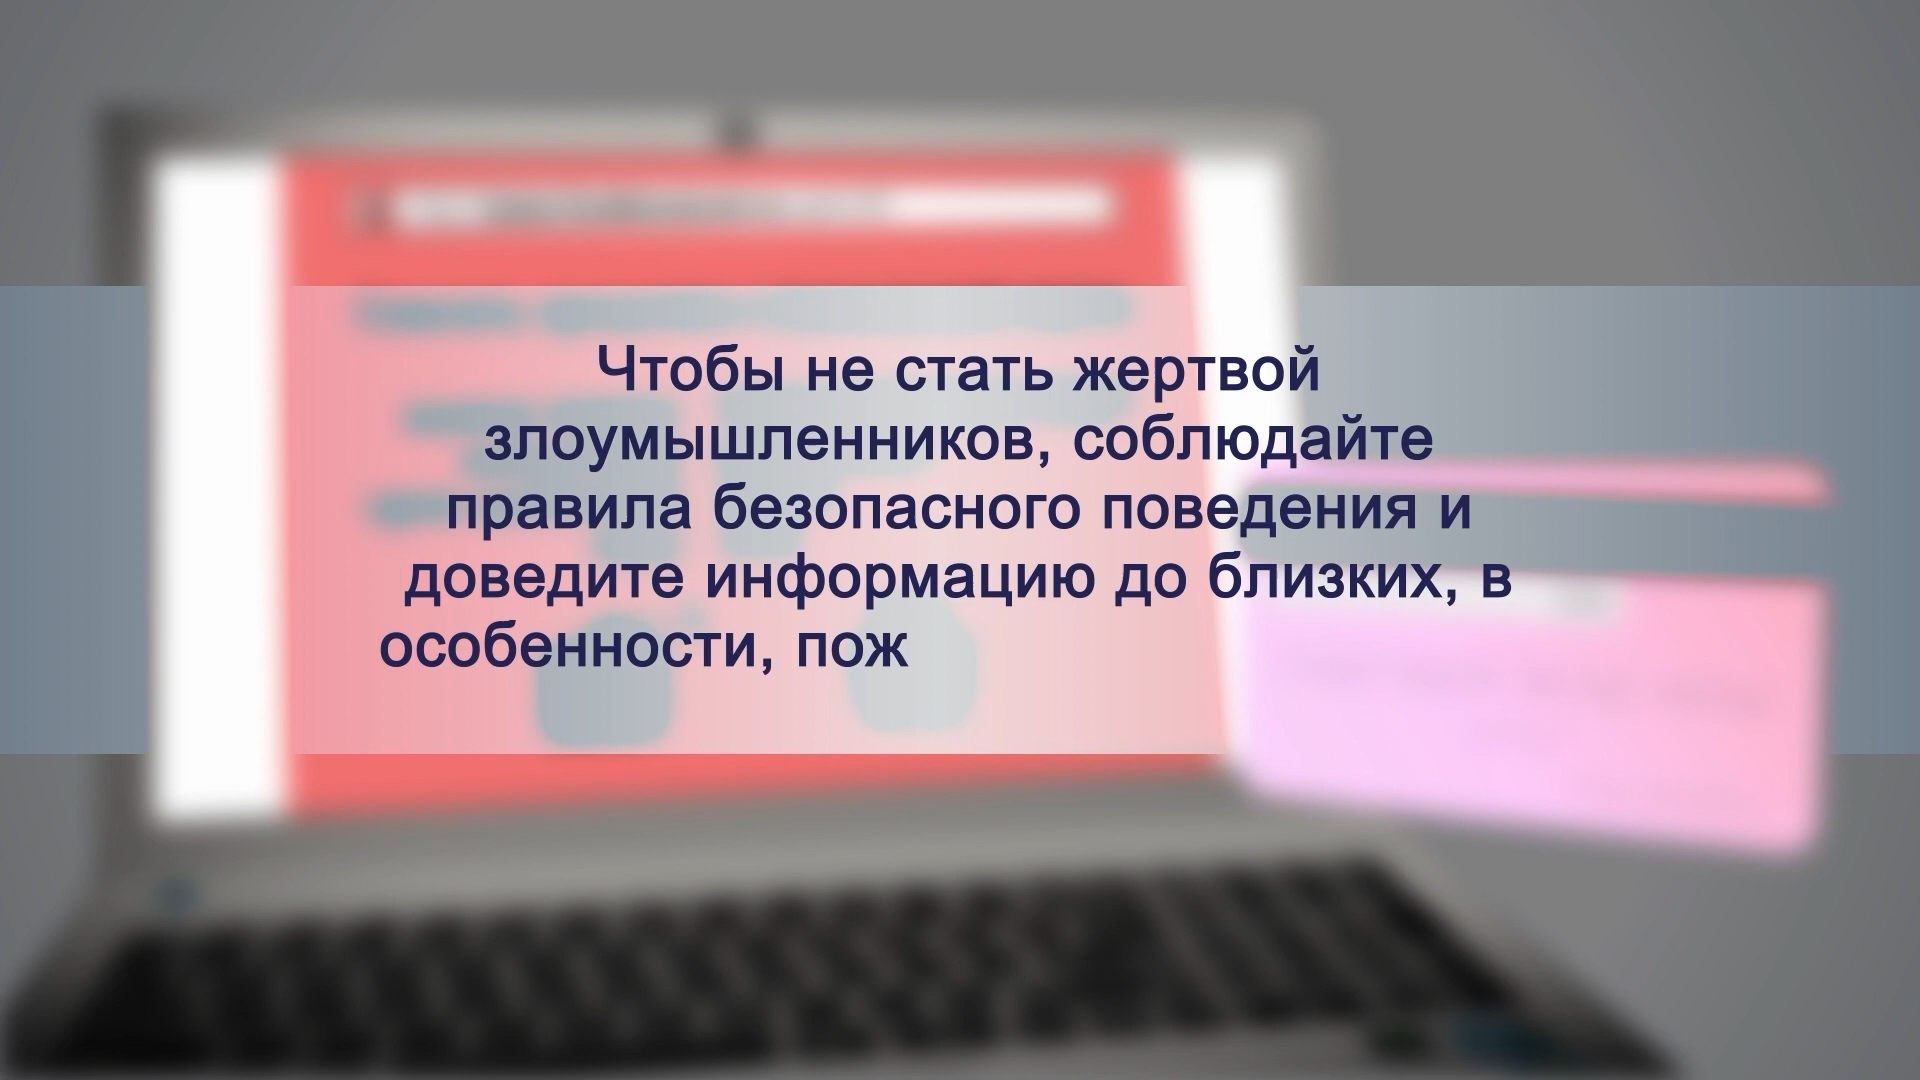 Чтобы не стать жертвой
злоумышленников, соблюдайте
правила безопасного поведения и
доведите информацию до близких, в
особенности, пож